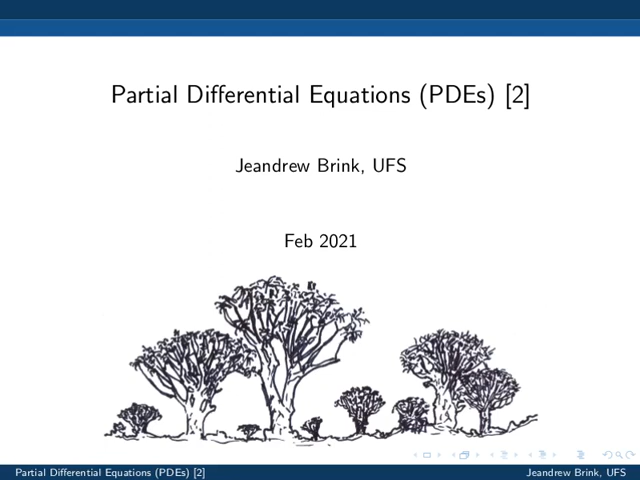 Partial Differential Equations (PDEs) [2]
Jeandrew Brink, UFS
Feb 2021
Partial Differential Equations (PDEs) [2]
Jeandrew Brink, UFS